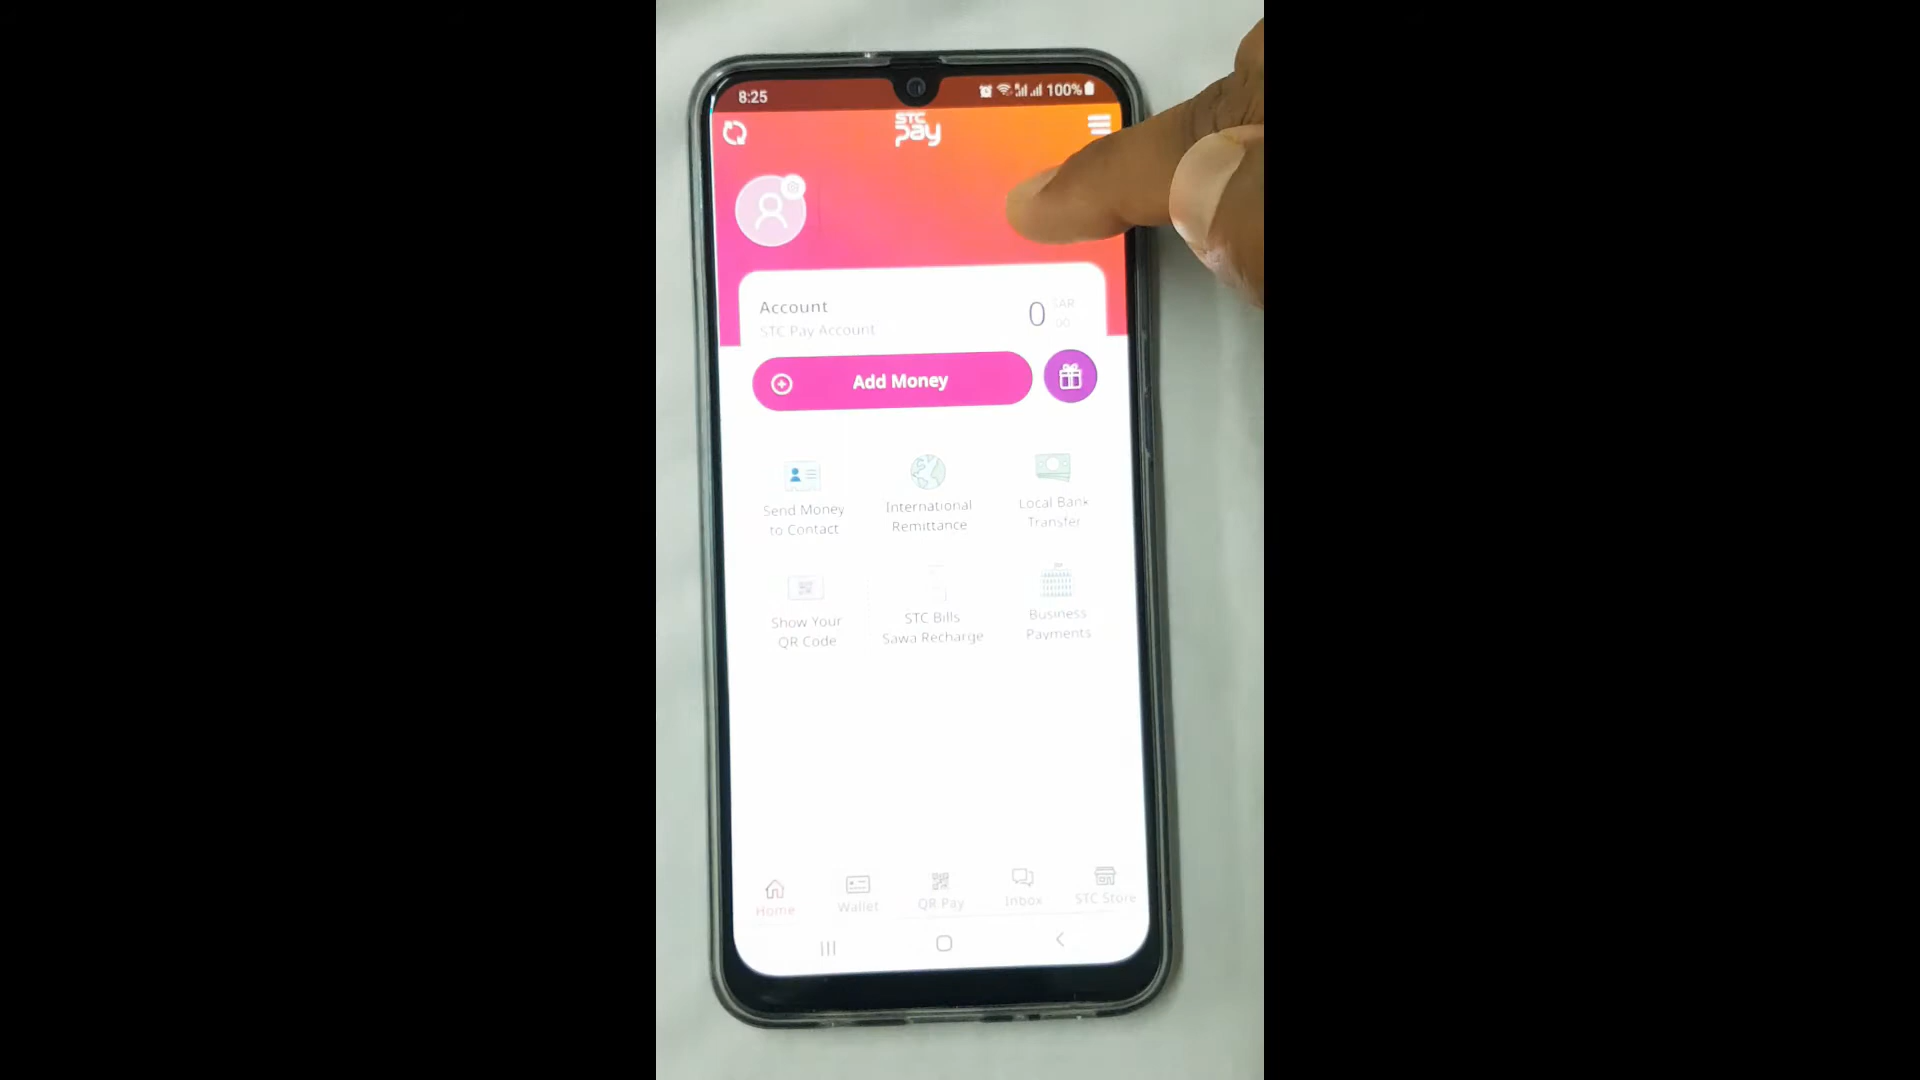 8:25
100%
STC
pay
Account
0
SAR
00
STC Pay Account
Add Money
Send Money
to Contact
International
Remittance
Local Bank
Transfer
Show Your
QR Code
STC Bills
Sawa Recharge
Business
Payments
Home
Wallet
QR Pay
Inbox
STC Store